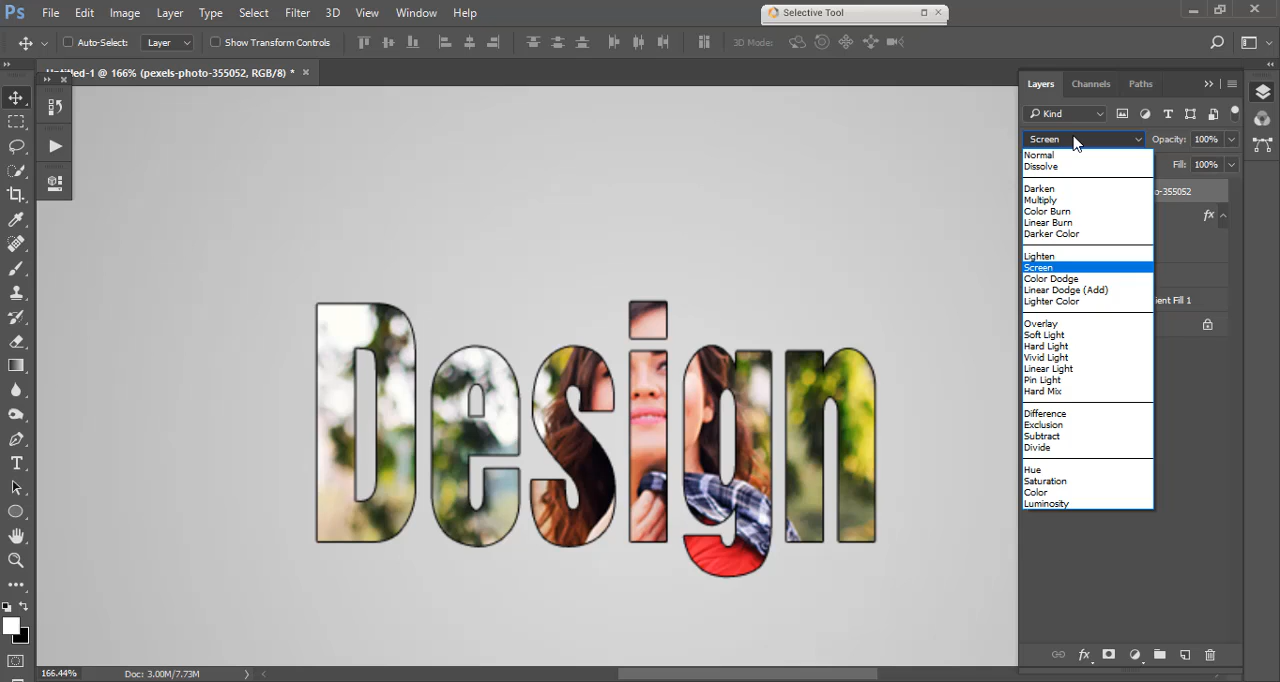 Ps File Edit Image Layer Type Select Filter 3D View Window Help
Selective Tool
Auto-Select: Layer Show Transform Controls 3D Mode:
Untitled-1 @ 166% (pexels-photo-355052, RGB/8) *
Layers Channels Paths
Kind
Screen Opacity: 100%
Fill: 100%
Normal
Dissolve
Darken
Multiply
Color Burn
Linear Burn
Darker Color
Lighten
Screen
Color Dodge
Linear Dodge (Add)
Lighter Color
Overlay
Soft Light
Hard Light
Vivid Light
Linear Light
Pin Light
Hard Mix
Difference
Exclusion
Subtract
Divide
Hue
Saturation
Color
Luminosity
o-355052
fx
ient Fill 1
Design
fx
166.44% Doc: 3.00M/7.73M